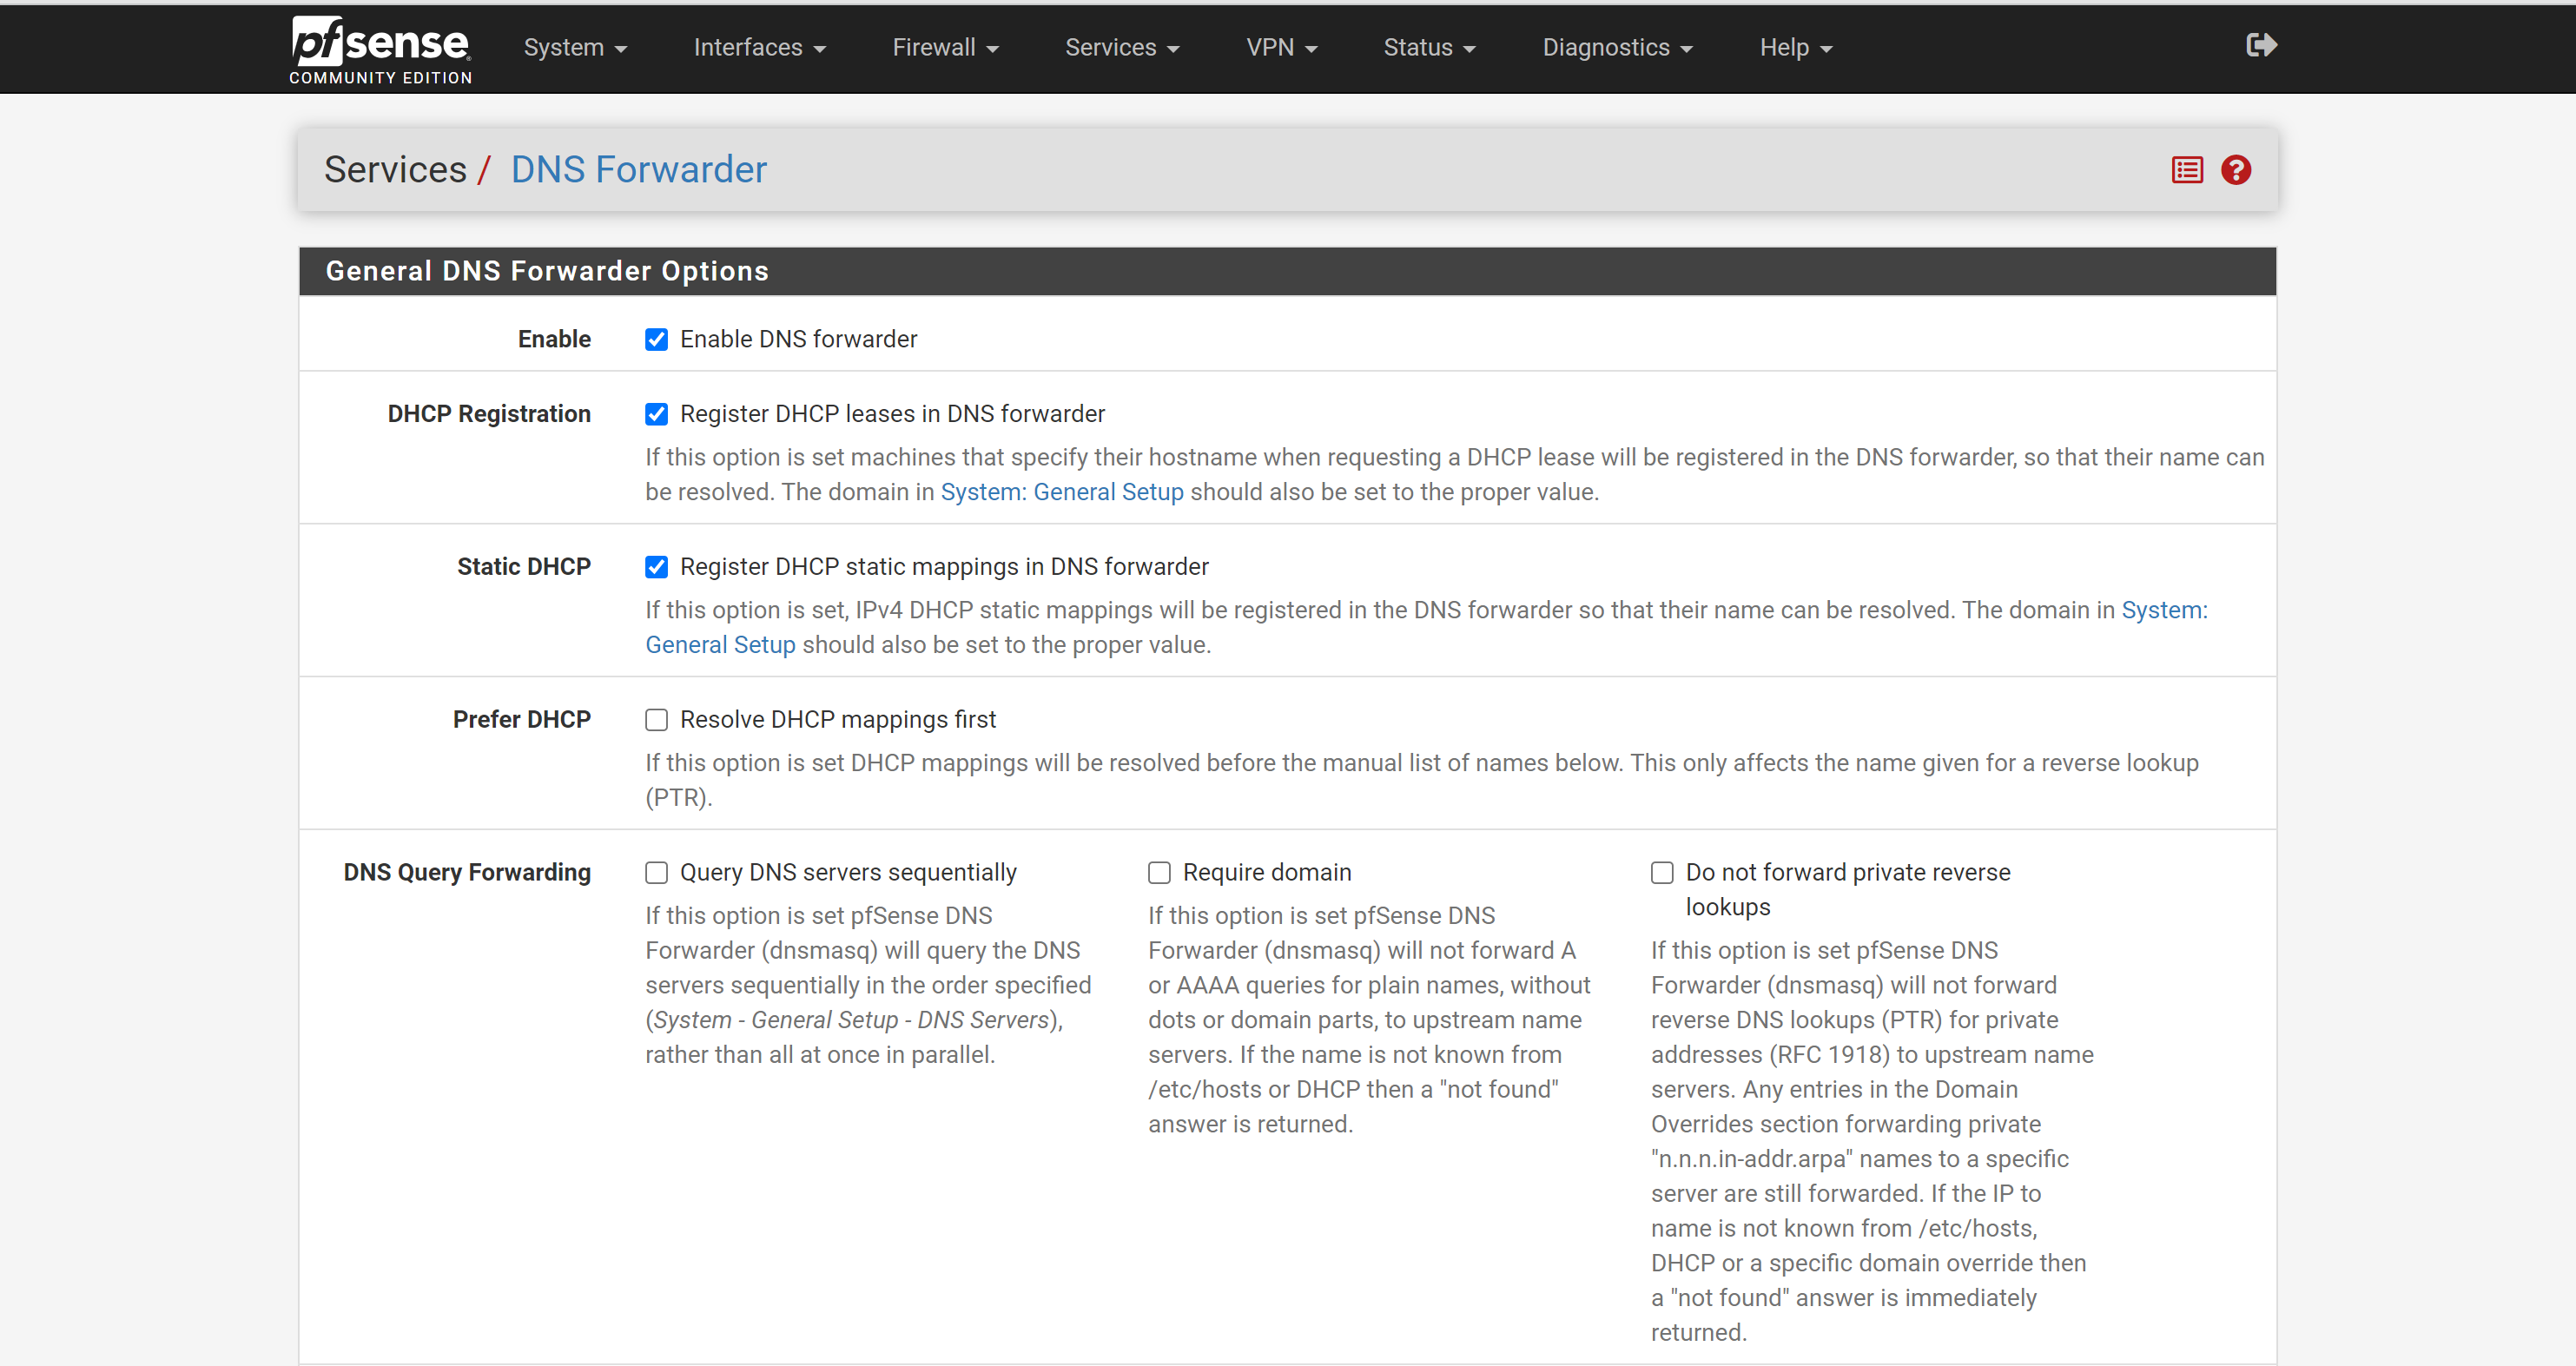 pfsense
COMMUNITY EDITION
System
Interfaces
Firewall
Services
VPN
Status
Diagnostics
Help
Services / DNS Forwarder
General DNS Forwarder Options
Enable
Enable DNS forwarder
DHCP Registration
Register DHCP leases in DNS forwarder
If this option is set machines that specify their hostname when requesting a DHCP lease will be registered in the DNS forwarder, so that their name can
be resolved. The domain in System: General Setup should also be set to the proper value.
Static DHCP
Register DHCP static mappings in DNS forwarder
If this option is set, IPv4 DHCP static mappings will be registered in the DNS forwarder so that their name can be resolved. The domain in System:
General Setup should also be set to the proper value.
Prefer DHCP
Resolve DHCP mappings first
If this option is set DHCP mappings will be resolved before the manual list of names below. This only affects the name given for a reverse lookup
(PTR).
DNS Query Forwarding
Query DNS servers sequentially
If this option is set pfSense DNS
Forwarder (dnsmasq) will query the DNS
servers sequentially in the order specified
(System - General Setup - DNS Servers),
rather than all at once in parallel.
Require domain
If this option is set pfSense DNS
Forwarder (dnsmasq) will not forward A
or AAAA queries for plain names, without
dots or domain parts, to upstream name
servers. If the name is not known from
/etc/hosts or DHCP then a "not found"
answer is returned.
Do not forward private reverse
lookups
If this option is set pfSense DNS
Forwarder (dnsmasq) will not forward
reverse DNS lookups (PTR) for private
addresses (RFC 1918) to upstream name
servers. Any entries in the Domain
Overrides section forwarding private
"n.n.n.in-addr.arpa" names to a specific
server are still forwarded. If the IP to
name is not known from /etc/hosts,
DHCP or a specific domain override then
a "not found" answer is immediately
returned.